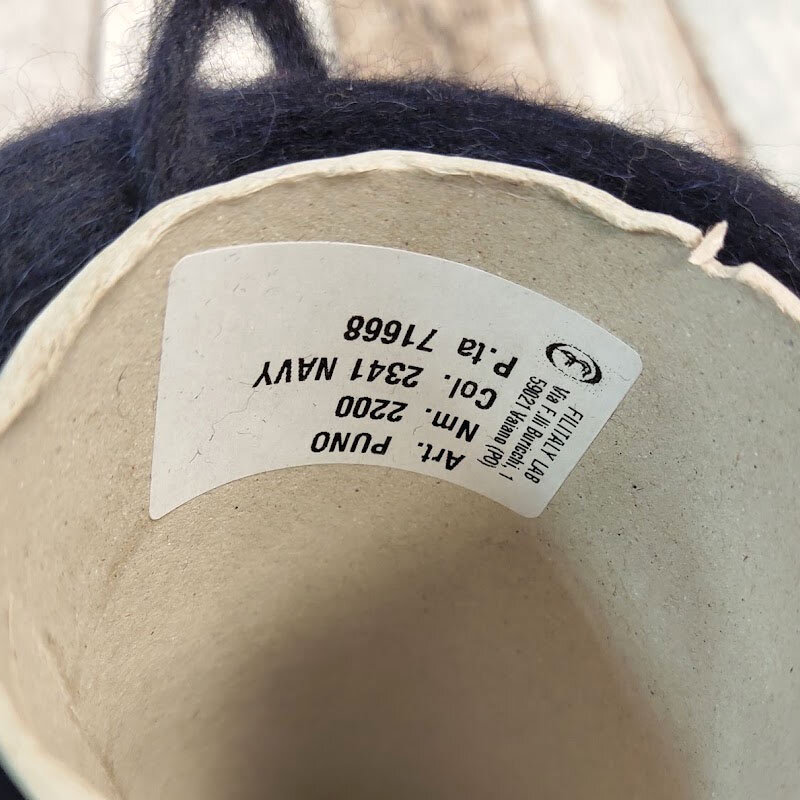 FILITALY LAB
Via F.lli Buricchi, 1
59021 Vaiano (PO)
Art. PUNO
Nm. 2200
Col. 2341 NAVY
P.ta 71668